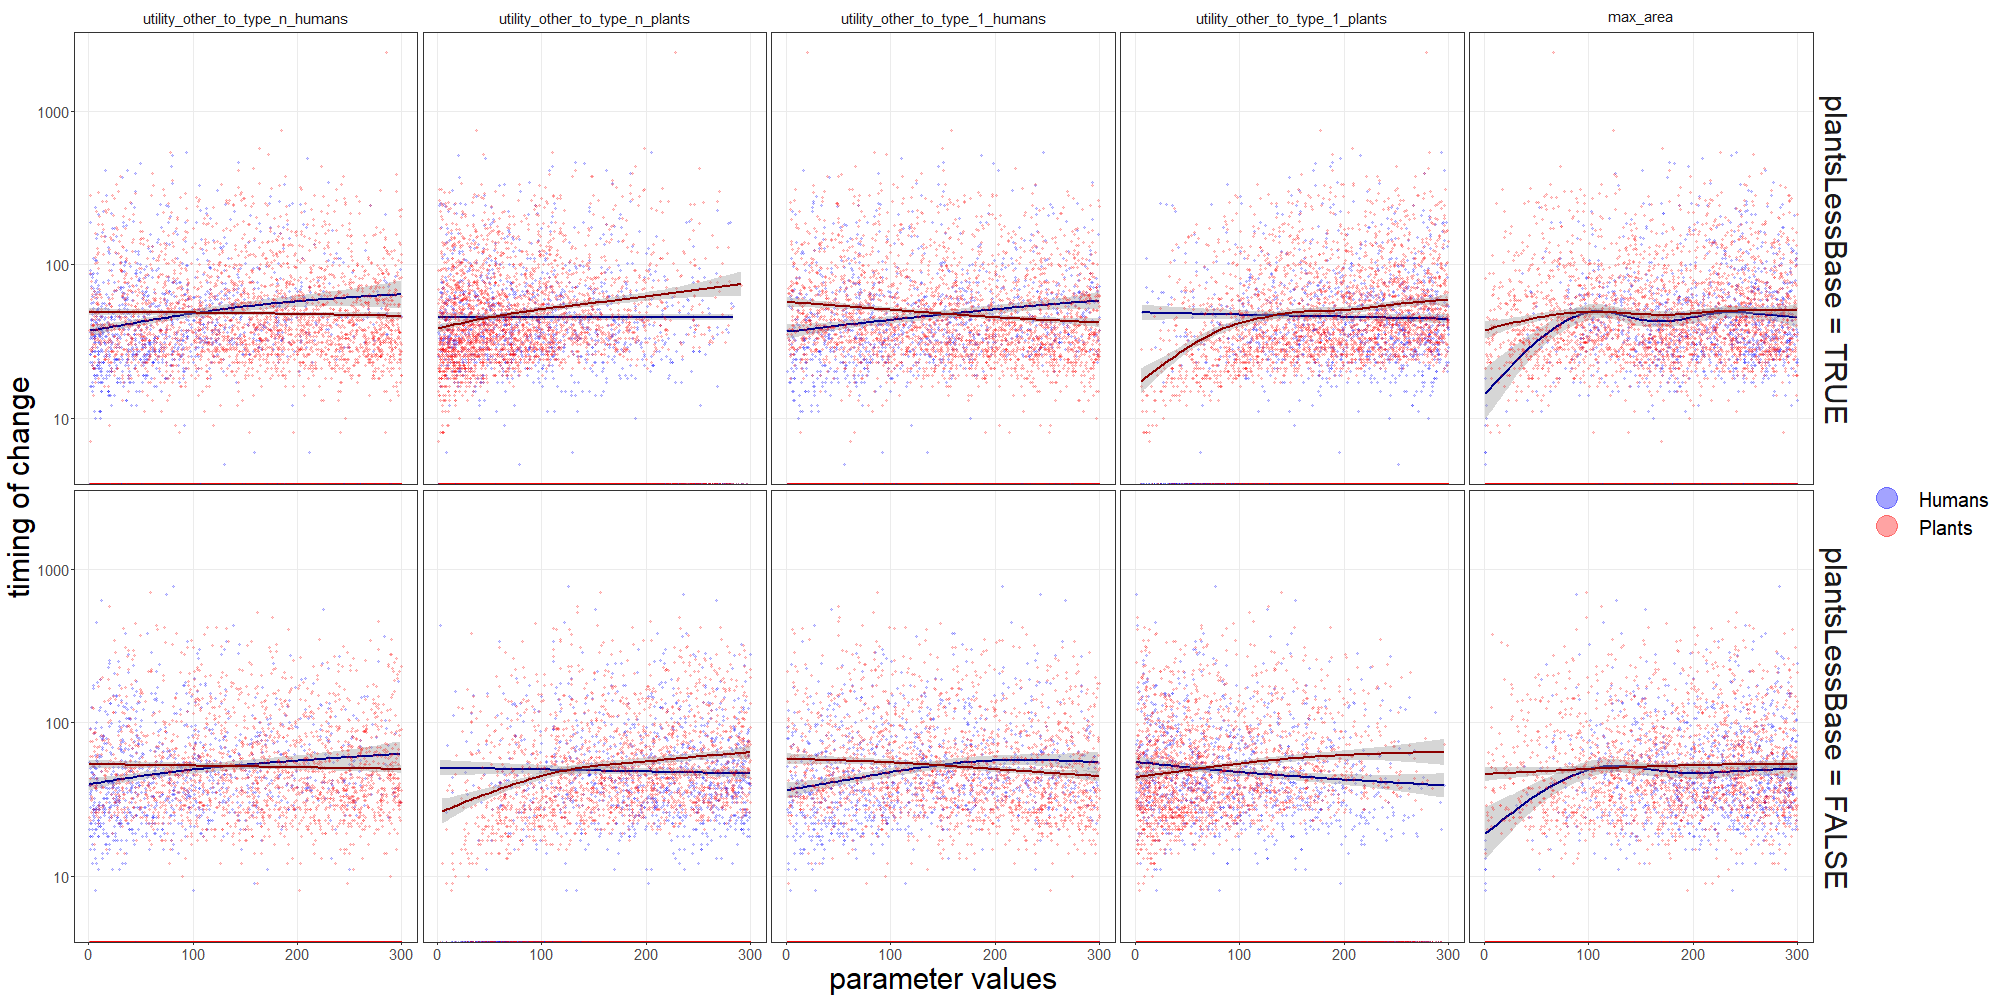 utility_other_to_type_n_humans
utility_other_to_type_n_plants
utility_other_to_type_1_humans
utility_other_to_type_1_plants
max_area
1000
100
10
plantsLessBase = TRUE
timing of change
1000
100
10
plantsLessBase = FALSE
Humans
Plants
0 100 200 300
0 100 200 300
0 100 200 300
0 100 200 300
0 100 200 300
parameter values